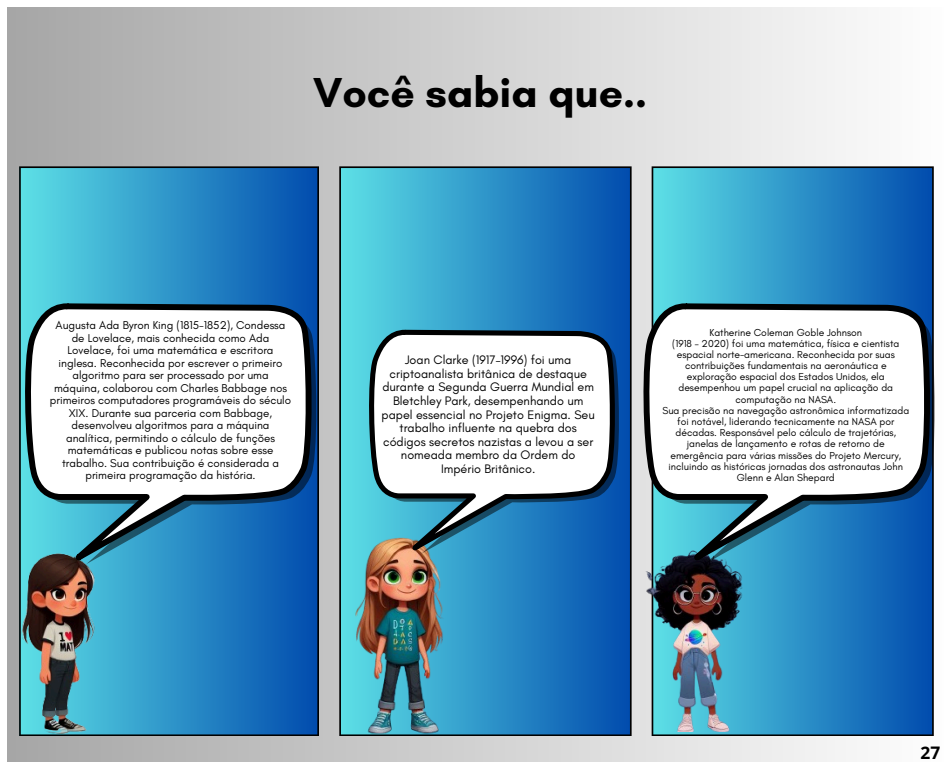 Você sabia que..
Augusta Ada Byron King (1815-1852), Condessa
de Lovelace, mais conhecida como Ada
Lovelace, foi uma matemática e escritora
inglesa. Reconhecida por escrever o primeiro
algoritmo para ser processado por uma
máquina, colaborou com Charles Babbage nos
primeiros computadores programáveis do século
XIX. Durante sua parceria com Babbage,
desenvolveu algoritmos para a máquina
analítica, permitindo o cálculo de funções
matemáticas e publicou notas sobre esse
trabalho. Sua contribuição é considerada a
primeira programação da história.
Joan Clarke (1917-1996) foi uma
criptoanalista britânica de destaque
durante a Segunda Guerra Mundial em
Bletchley Park, desempenhando um
papel essencial no Projeto Enigma. Seu
trabalho influente na quebra dos
códigos secretos nazistas a levou a ser
nomeada membro da Ordem do
Império Britânico.
Katherine Coleman Goble Johnson
(1918 - 2020) foi uma matemática, física e cientista
espacial norte-americana. Reconhecida por suas
contribuições fundamentais na aeronáutica e
exploração espacial dos Estados Unidos, ela
desempenhou um papel crucial na aplicação da
computação na NASA.
Sua precisão na navegação astronômica informatizada
foi notável, liderando tecnicamente na NASA por
décadas. Responsável pelo cálculo de trajetórias,
janelas de lançamento e rotas de retorno de
emergência para várias missões do Projeto Mercury,
incluindo as históricas jornadas dos astronautas John
Glenn e Alan Shepard
I
MAT
27